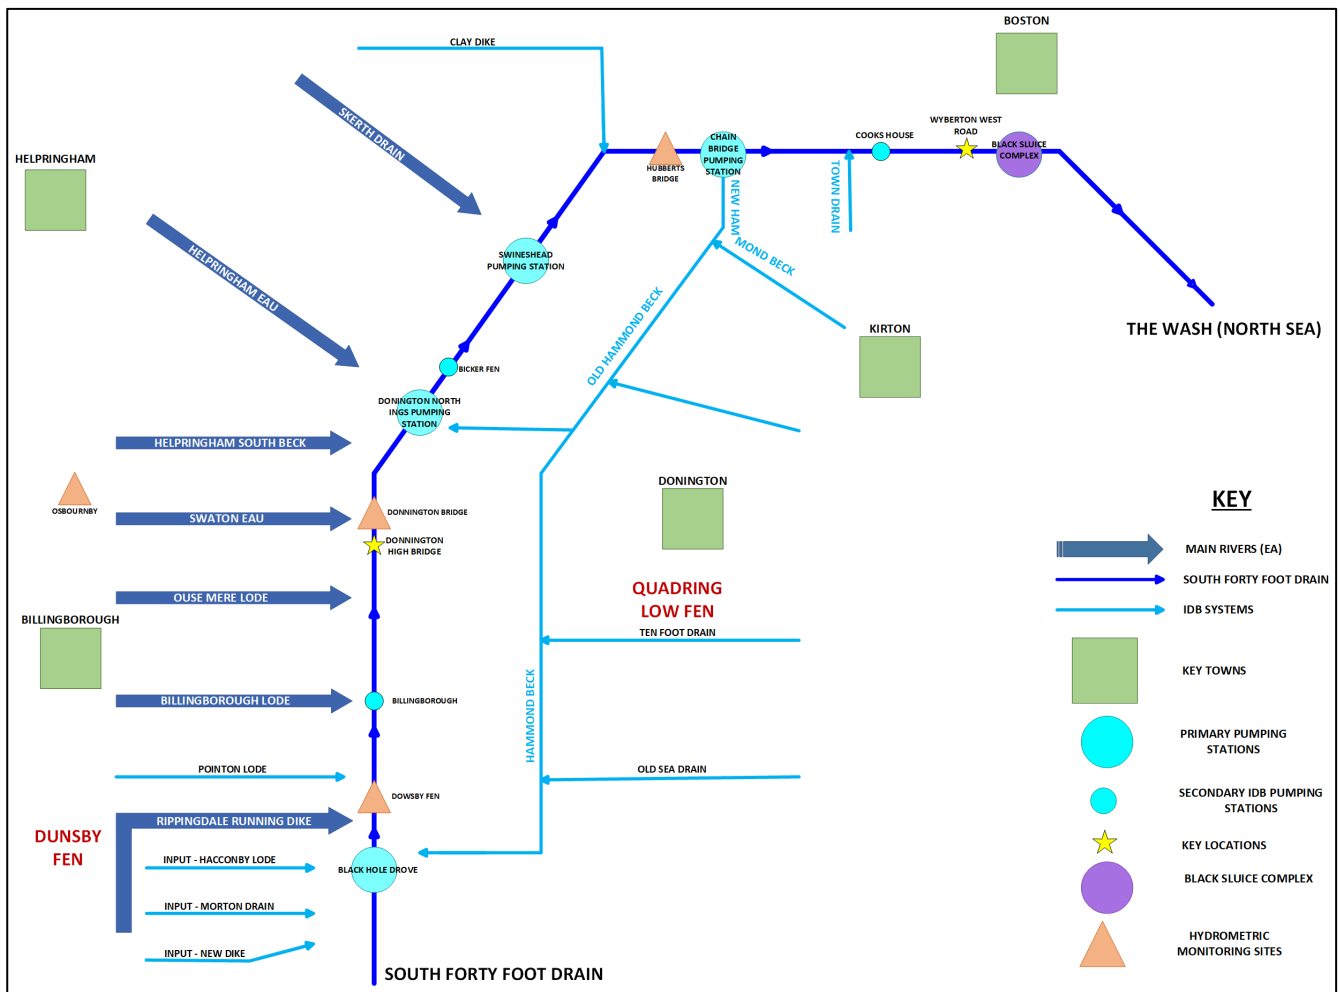 BOSTON
CLAY DIKE
SKERTH DRAIN
HELPRINGHAM
HELPRINGHAM EAU
HUBBERTS
BRIDGE
CHAIN
BRIDGE
PUMPING
STATION
COOKS HOUSE
WYBERTON WEST
ROAD
BLACK SLUICE
COMPLEX
TOWN DRAIN
NEW HAM
MOND BECK
SWINESHEAD
PUMPING STATION
OLD HAMMOND BECK
KIRTON
THE WASH (NORTH SEA)
BICKER FEN
DONINGTON NORTH
INGS PUMPING
STATION
HELPRINGHAM SOUTH BECK
OSBOURNBY
SWATON EAU
DONNINGTON BRIDGE
DONNINGTON
HIGH BRIDGE
DONINGTON
OUSE MERE LODE
QUADRING
LOW FEN
BILLINGBOROUGH
TEN FOOT DRAIN
BILLINGBOROUGH LODE
BILLINGBOROUGH
HAMMOND BECK
POINTON LODE
OLD SEA DRAIN
DOWSBY FEN
RIPPINGDALE RUNNING DIKE
DUNSBY
FEN
INPUT - HACCONBY LODE
BLACK HOLE DROVE
INPUT - MORTON DRAIN
INPUT - NEW DIKE
SOUTH FORTY FOOT DRAIN
KEY
MAIN RIVERS (EA)
SOUTH FORTY FOOT DRAIN
IDB SYSTEMS
KEY TOWNS
PRIMARY PUMPING
STATIONS
SECONDARY IDB PUMPING
STATIONS
KEY LOCATIONS
BLACK SLUICE COMPLEX
HYDROMETRIC
MONITORING SITES